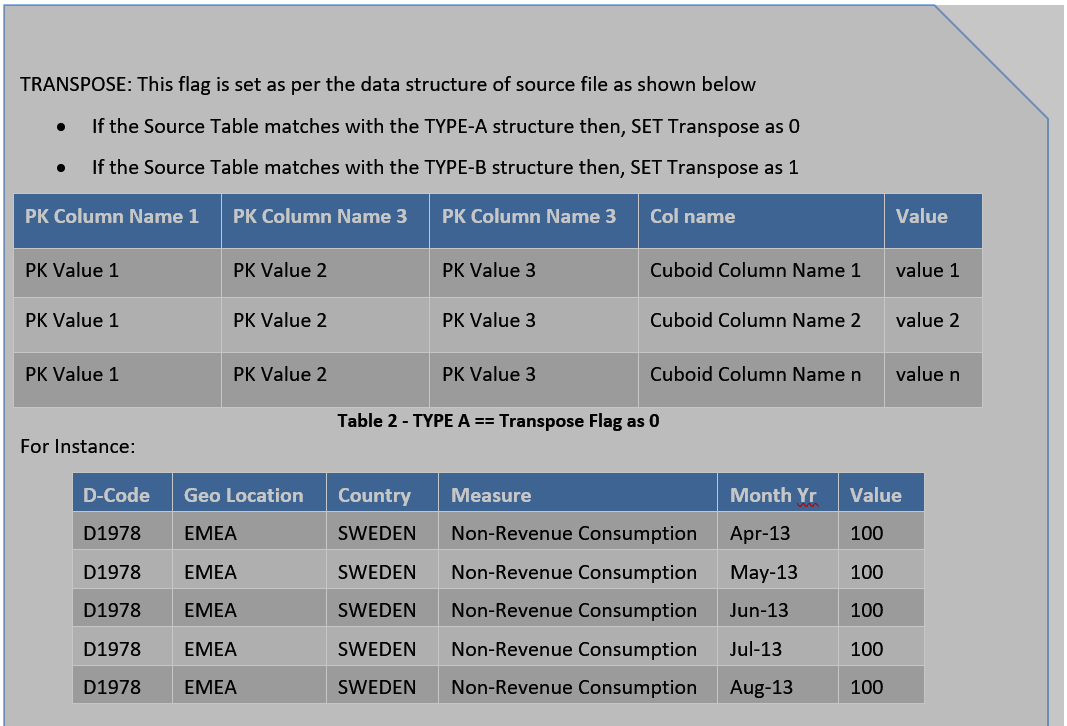 TRANSPOSE: This flag is set as per the data structure of source file as shown below
• If the Source Table matches with the TYPE-A structure then, SET Transpose as 0
• If the Source Table matches with the TYPE-B structure then, SET Transpose as 1
PK Column Name 1 PK Column Name 3 PK Column Name 3 Col name Value
PK Value 1 PK Value 2 PK Value 3 Cuboid Column Name 1 value 1
PK Value 1 PK Value 2 PK Value 3 Cuboid Column Name 2 value 2
PK Value 1 PK Value 2 PK Value 3 Cuboid Column Name n value n
Table 2 - TYPE A == Transpose Flag as 0
For Instance:
D-Code Geo Location Country Measure Month Yr Value
D1978 EMEA SWEDEN Non-Revenue Consumption Apr-13 100
D1978 EMEA SWEDEN Non-Revenue Consumption May-13 100
D1978 EMEA SWEDEN Non-Revenue Consumption Jun-13 100
D1978 EMEA SWEDEN Non-Revenue Consumption Jul-13 100
D1978 EMEA SWEDEN Non-Revenue Consumption Aug-13 100